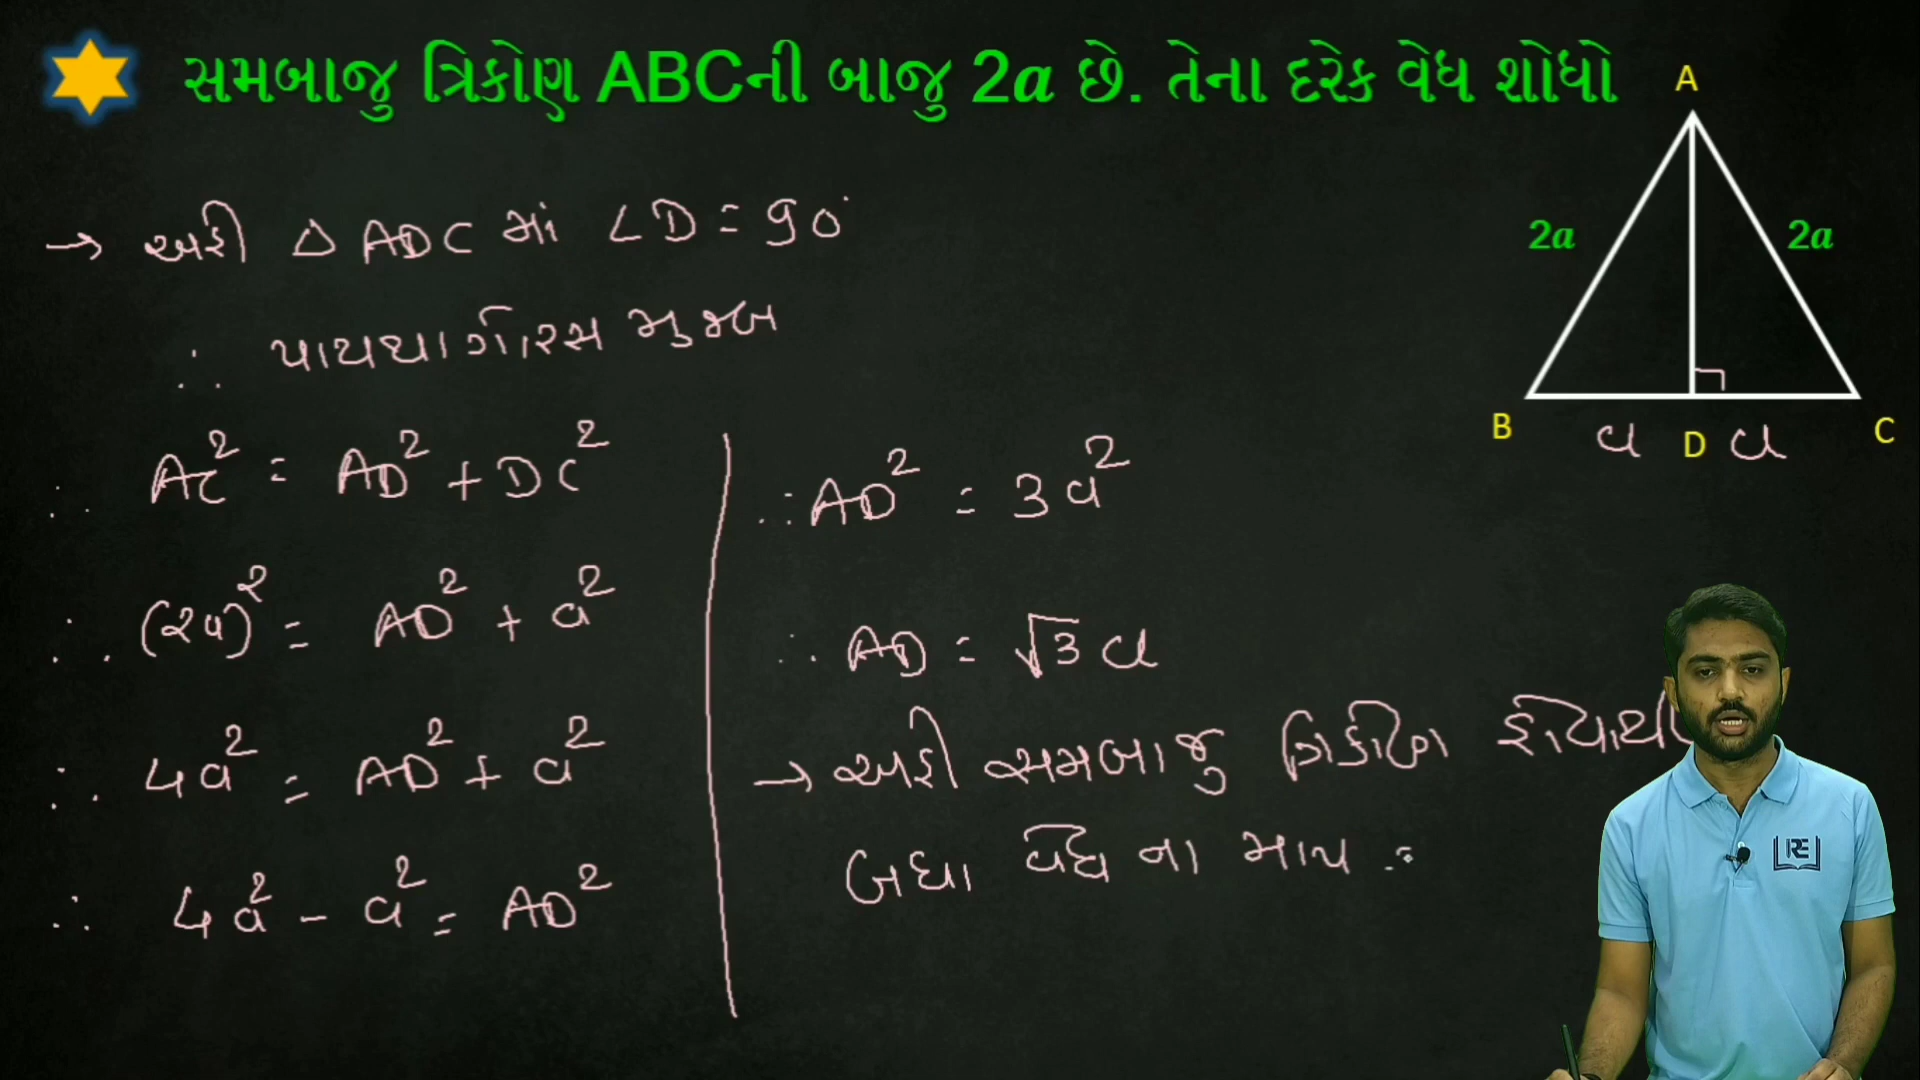 સમબાજુ ત્રિકોણ ABCની બાજુ 2a છે. તેના દરેક વેધ શોધો
A
2a
2a
B
a
D
a
C
→ અહી △ ADC માં ∠D = 90°
∴ પાયથાગોરસ મુજબ
∴ AC² = AD² + DC²
∴ (2a)² = AD² + a²
∴ 4a² = AD² + a²
∴ 4a² - a² = AD²
∴ AD² = 3a²
∴ AD = √3 a
→ અહી સમબાજુ ત્રિકોણ હોવાથી
બધા વેધ ના માપ =
RE